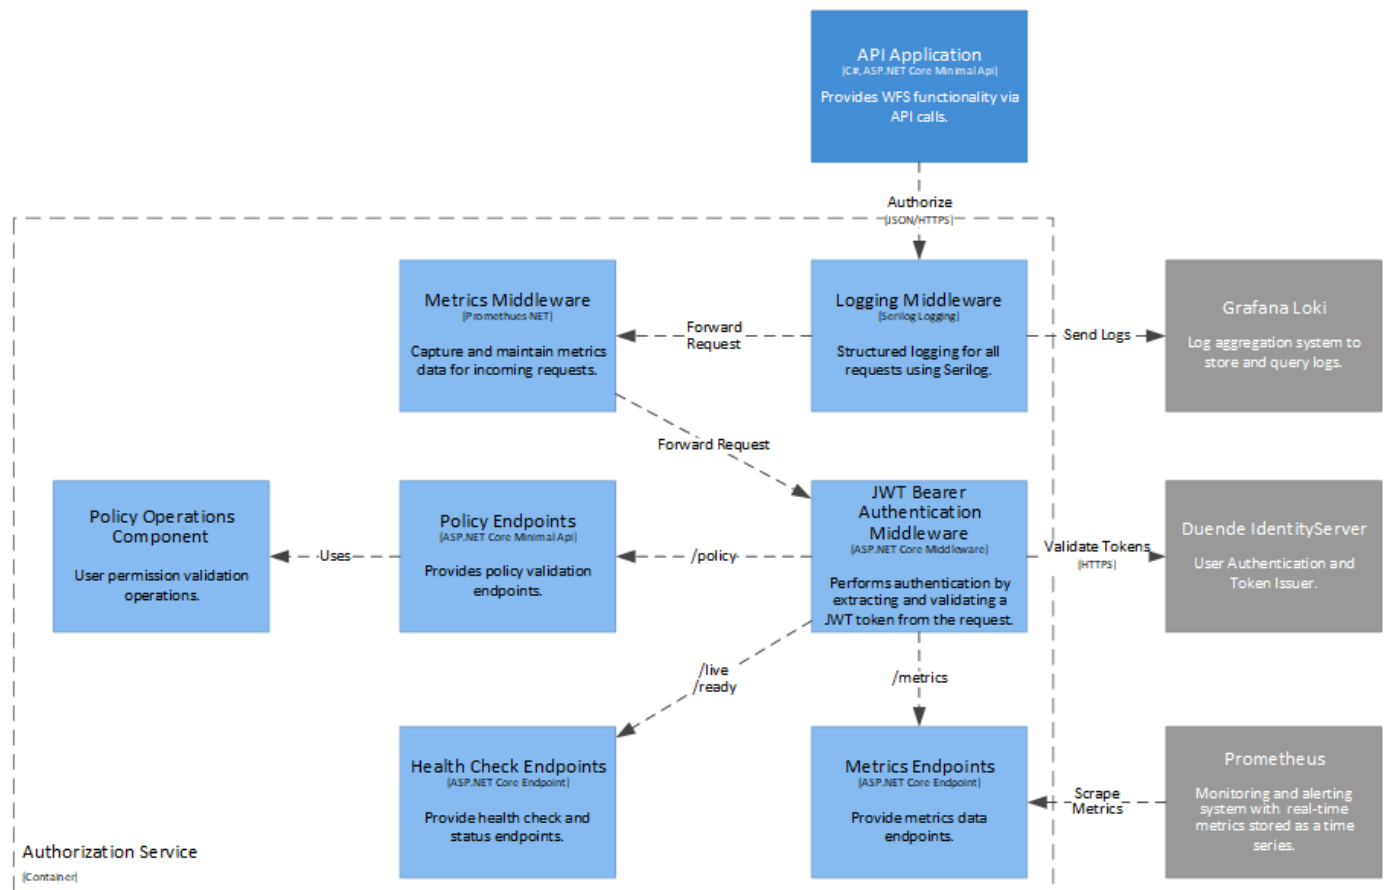 API Application
(C#, ASP.NET Core Minimal Api)
Provides WFS functionality via
API calls.
Authorize
(JSON/HTTPS)
Metrics Middleware
(Promethues NET)
Capture and maintain metrics
data for incoming requests.
Forward
Request
Logging Middleware
(Serilog Logging)
Structured logging for all
requests using Serilog.
Send Logs
Grafana Loki
Log aggregation system to
store and query logs.
Forward Request
Policy Operations
Component
User permission validation
operations.
Uses
Policy Endpoints
(ASP.NET Core Minimal Api)
Provides policy validation
endpoints.
/policy
JWT Bearer
Authentication
Middleware
(ASP.NET Core Middleware)
Performs authentication by
extracting and validating a
JWT token from the request.
Validate Tokens
(HTTPS)
Duende IdentityServer
User Authentication and
Token Issuer.
/live
/ready
/metrics
Health Check Endpoints
(ASP.NET Core Endpoint)
Provide health check and
status endpoints.
Metrics Endpoints
(ASP.NET Core Endpoint)
Provide metrics data
endpoints.
Scrape
Metrics
Prometheus
Monitoring and alerting
system with real-time
metrics stored as a time
series.
Authorization Service
(Container)